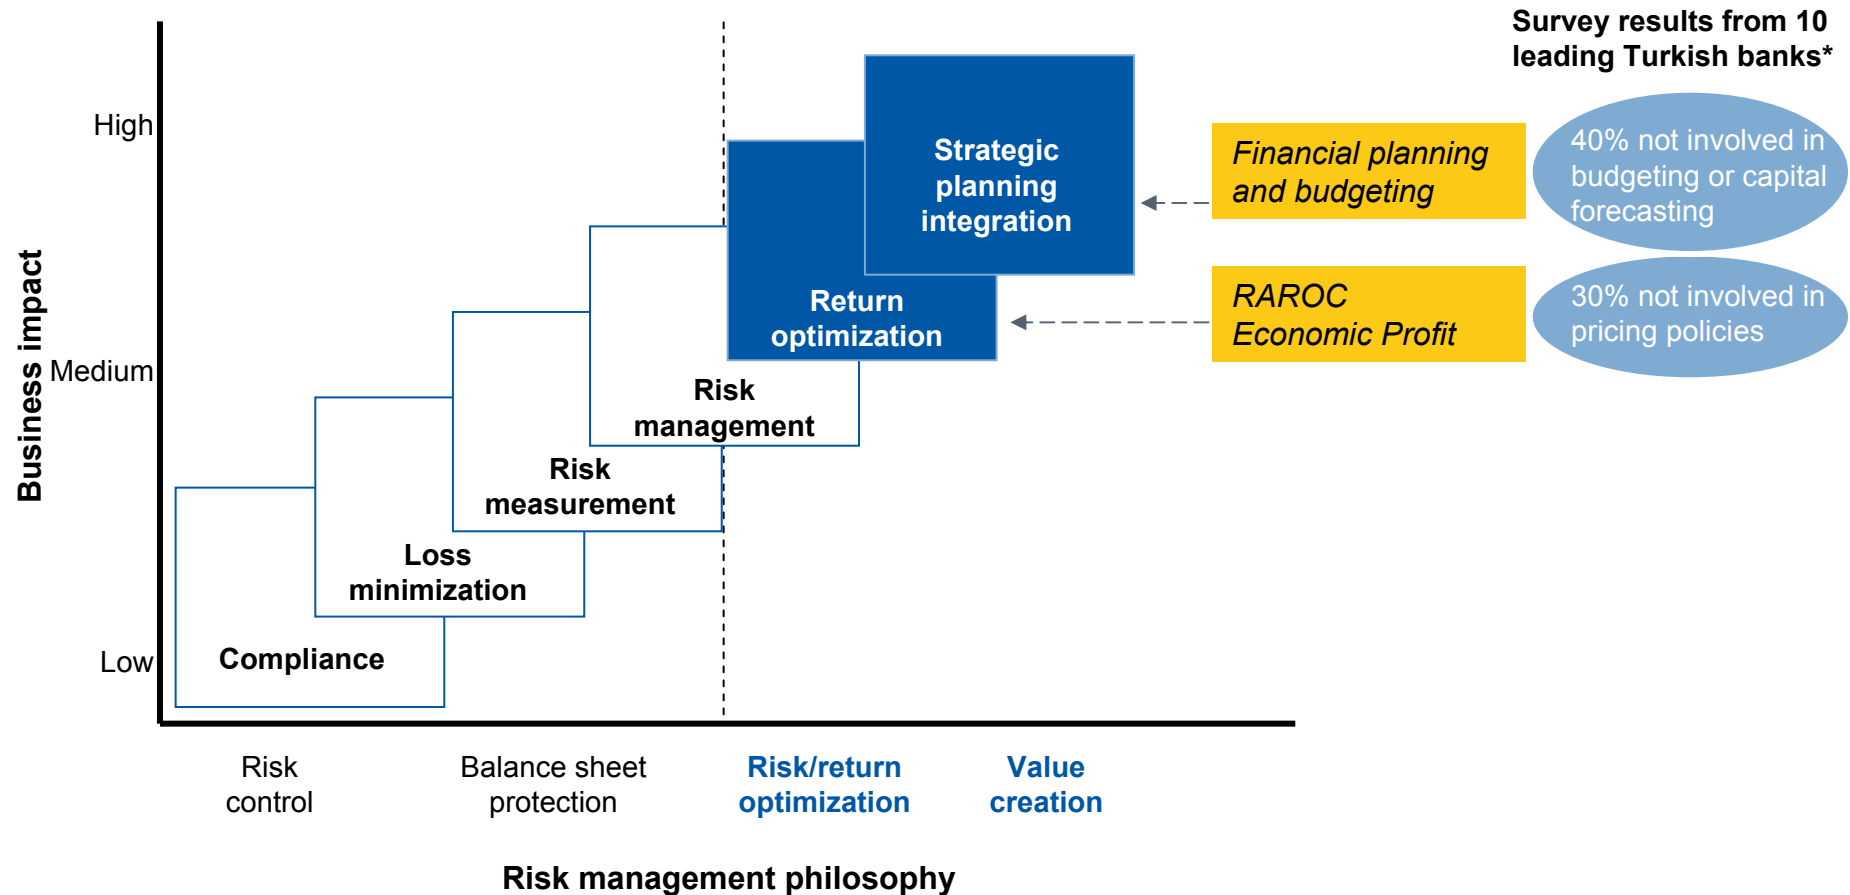 Survey results from 10
leading Turkish banks*
High
Strategic
planning
integration
Financial planning
and budgeting
40% not involved in
budgeting or capital
forecasting
Business impact
Return
optimization
RAROC
Economic Profit
30% not involved in
pricing policies
Medium
Risk
management
Risk
measurement
Loss
minimization
Low
Compliance
Risk
control
Balance sheet
protection
Risk/return
optimization
Value
creation
Risk management philosophy